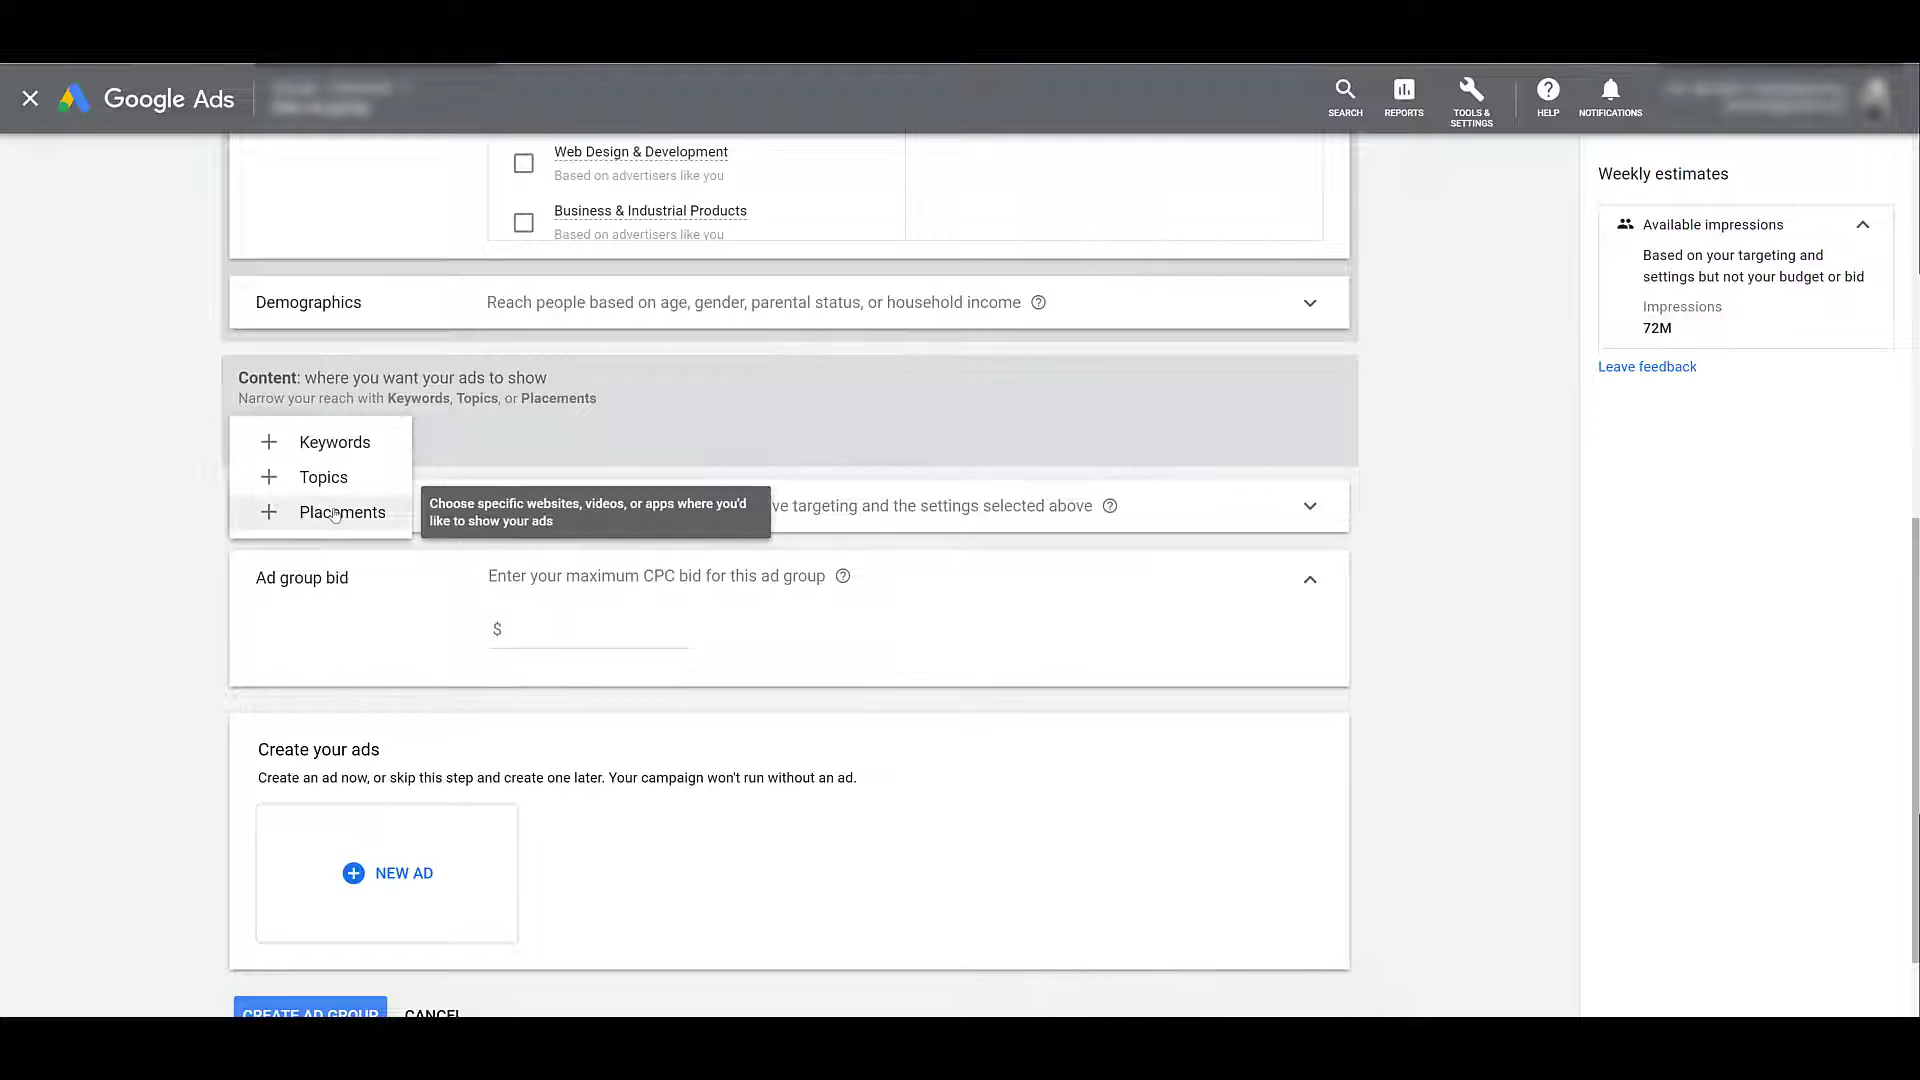 Google Ads
SEARCH
REPORTS
TOOLS &
SETTINGS
HELP
NOTIFICATIONS
Web Design & Development
Based on advertisers like you
Business & Industrial Products
Based on advertisers like you
Demographics
Reach people based on age, gender, parental status, or household income
Content: where you want your ads to show
Narrow your reach with Keywords, Topics, or Placements
Keywords
Topics
Placements
Choose specific websites, videos, or apps where you'd
like to show your ads
targeting and the settings selected above
Ad group bid
Enter your maximum CPC bid for this ad group
$
Create your ads
Create an ad now, or skip this step and create one later. Your campaign won't run without an ad.
NEW AD
CREATE AD GROUP
CANCEL
Weekly estimates
Available impressions
Based on your targeting and
settings but not your budget or bid
Impressions
72M
Leave feedback